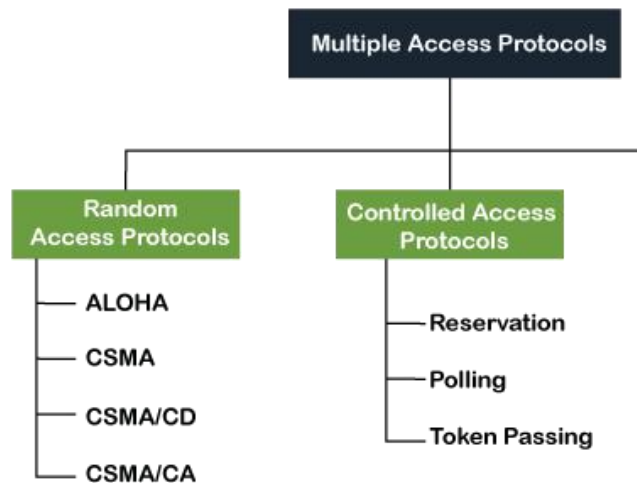 Multiple Access Protocols
Random
Access Protocols
ALOHA
CSMA
CSMA/CD
CSMA/CA
Controlled Access
Protocols
Reservation
Polling
Token Passing